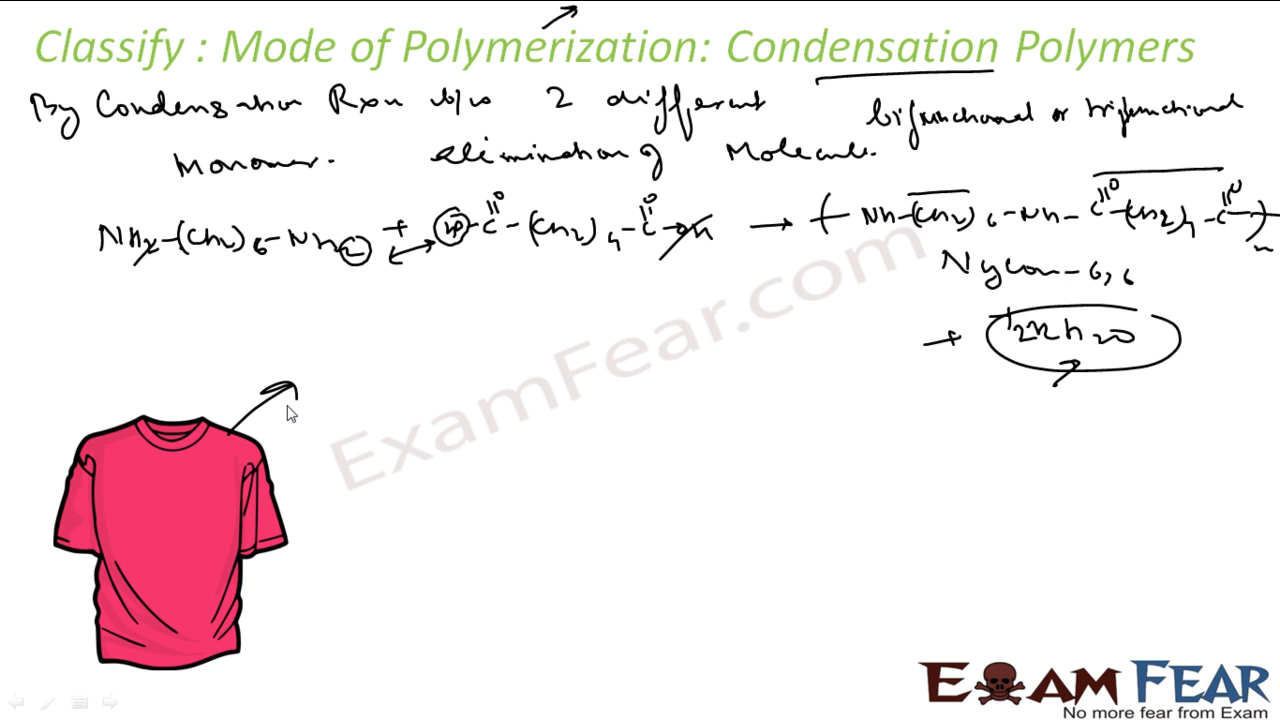 Classify : Mode of Polymerization: Condensation Polymers
By Condensation Rxn b/w 2 different bifunctional or trifunctional
Monomer. elimination of Molecule.
NH2-(CH2)6-NH2 + HO-C(=O)-(CH2)4-C(=O)-OH → (-NH-(CH2)6-NH-C(=O)-(CH2)4-C(=O)-)n
Nylon-6,6
+ 2nH2O
ExamFear.com
EXAM FEAR
No more fear from Exam